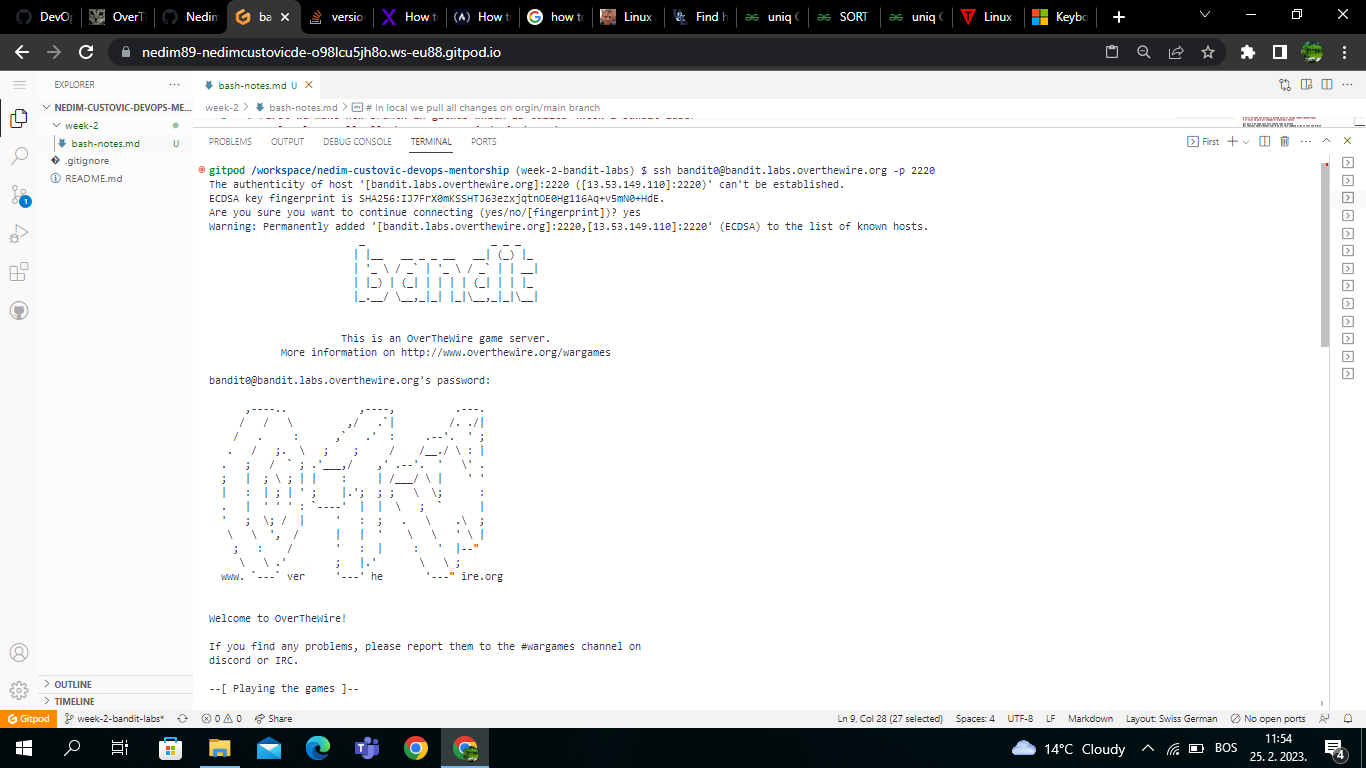 DevOp
OverT
Nedim
ba
versio
How t
How t
how to
Linux
Find h
uniq C
SORT
uniq C
Linux
Keybo
nedim89-nedimcustovicde-o98lcu5jh8o.ws-eu88.gitpod.io
EXPLORER
NEDIM-CUSTOVIC-DEVOPS-ME...
week-2
bash-notes.md U
.gitignore
README.md
OUTLINE
TIMELINE
bash-notes.md U
week-2 > bash-notes.md > # In local we pull all changes on orgin/main branch
PROBLEMS OUTPUT DEBUG CONSOLE TERMINAL PORTS
First
gitpod /workspace/nedim-custovic-devops-mentorship (week-2-bandit-labs) $ ssh bandit0@bandit.labs.overthewire.org -p 2220
The authenticity of host '[bandit.labs.overthewire.org]:2220 ([13.53.149.110]:2220)' can't be established.
ECDSA key fingerprint is SHA256:IJ7FrX0mKSSHTJ63ezxjqtnOE0Hg116Aq+v5mN0+HdE.
Are you sure you want to continue connecting (yes/no/[fingerprint])? yes
Warning: Permanently added '[bandit.labs.overthewire.org]:2220,[13.53.149.110]:2220' (ECDSA) to the list of known hosts.
bandit
This is an OverTheWire game server.
More information on http://www.overthewire.org/wargames
bandit0@bandit.labs.overthewire.org's password:
www. ver he ire.org
Welcome to OverTheWire!
If you find any problems, please report them to the #wargames channel on
discord or IRC.
--[ Playing the games ]--
Gitpod
week-2-bandit-labs*
0 0
Share
Ln 9, Col 28 (27 selected)
Spaces: 4
UTF-8
LF
Markdown
Layout: Swiss German
No open ports
14°C Cloudy
BOS
11:54
25. 2. 2023.
4